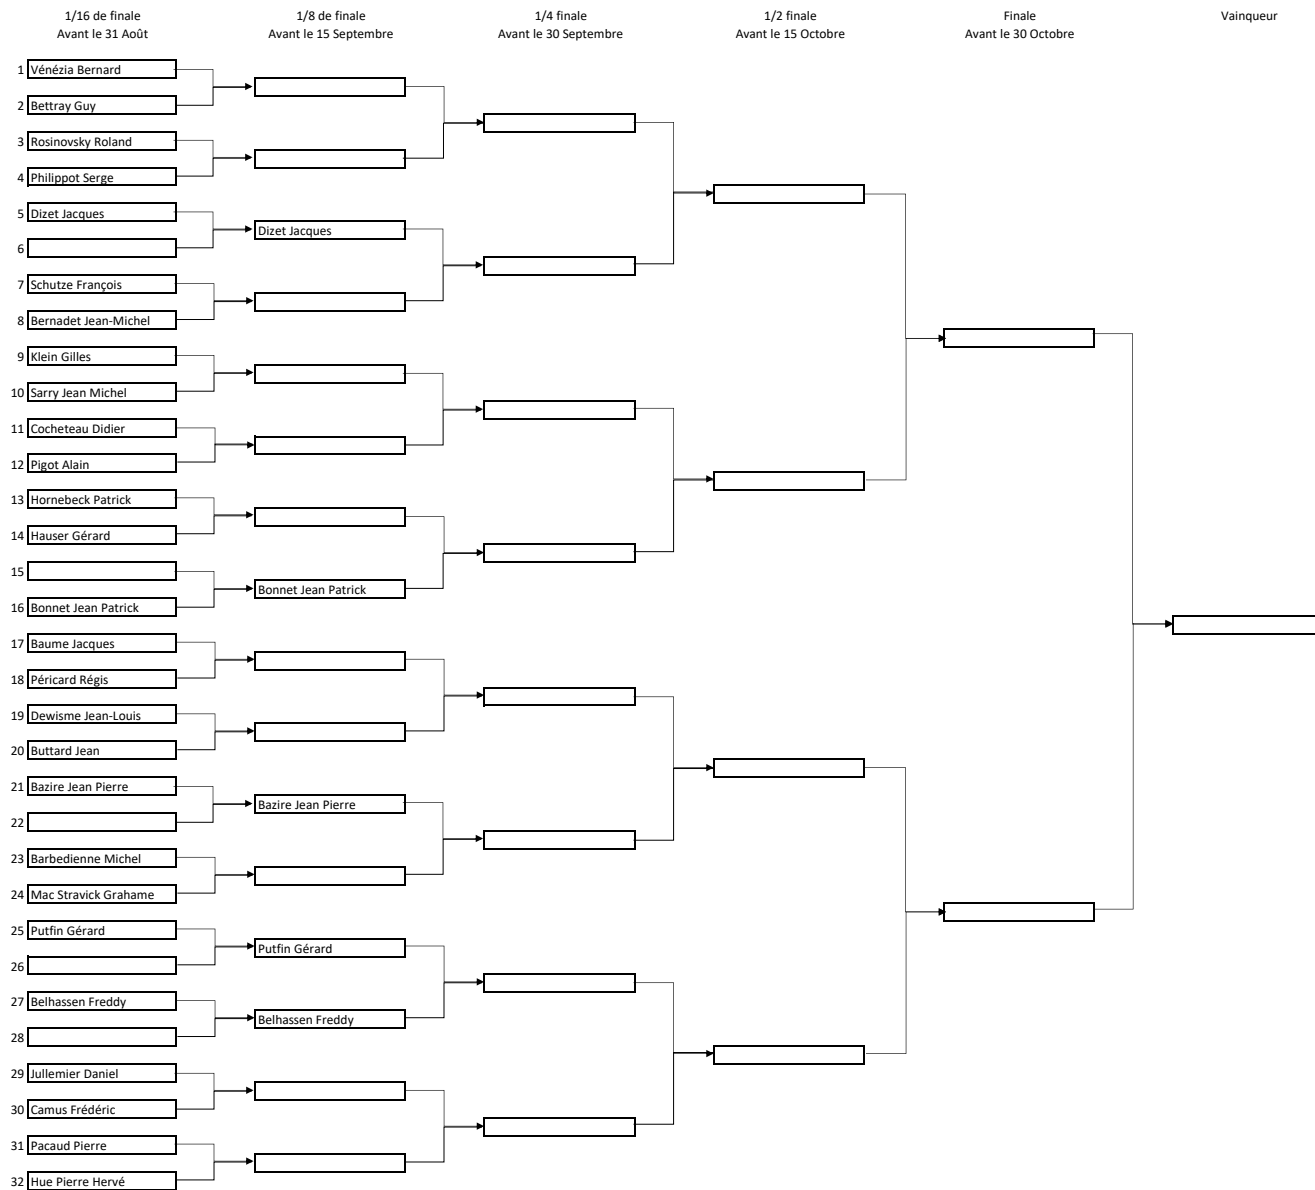 1/16 de finale
Avant le 31 Août
1/8 de finale
Avant le 15 Septembre
1/4 finale
Avant le 30 Septembre
1/2 finale
Avant le 15 Octobre
Finale
Avant le 30 Octobre
Vainqueur
1 Vénézia Bernard
2 Bettray Guy
3 Rosinovsky Roland
4 Philippot Serge
5 Dizet Jacques
Dizet Jacques
6
7 Schutze François
8 Bernadet Jean-Michel
9 Klein Gilles
10 Sarry Jean Michel
11 Cocheteau Didier
12 Pigot Alain
13 Hornebeck Patrick
14 Hauser Gérard
15
Bonnet Jean Patrick
16 Bonnet Jean Patrick
17 Baume Jacques
18 Péricard Régis
19 Dewisme Jean-Louis
20 Buttard Jean
21 Bazire Jean Pierre
Bazire Jean Pierre
22
23 Barbedienne Michel
24 Mac Stravick Grahame
25 Putfin Gérard
Putfin Gérard
26
27 Belhassen Freddy
Belhassen Freddy
28
29 Jullemier Daniel
30 Camus Frédéric
31 Pacaud Pierre
32 Hue Pierre Hervé